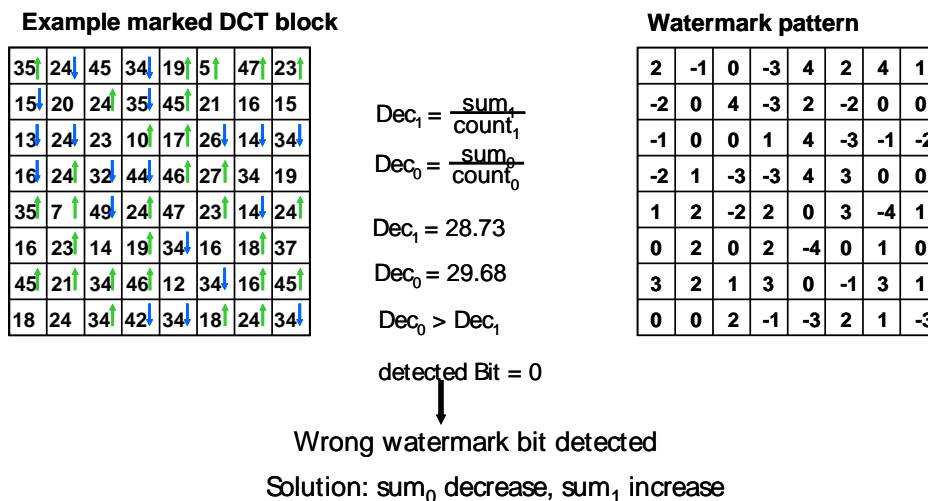 Example marked DCT block
Watermark pattern
35 24 45 34 19 5 47 23
15 20 24 35 45 21 16 15
13 24 23 10 17 26 14 34
16 24 32 44 46 27 34 19
35 7 49 24 47 23 14 24
16 23 14 19 34 16 18 37
45 21 34 46 12 34 16 45
18 24 34 42 34 18 24 34
Dec₁ = sum₁
count₁
Dec₀ = sum₀
count₀
Dec₁ = 28.73
Dec₀ = 29.68
Dec₀ > Dec₁
detected Bit = 0
2 -1 0 -3 4 2 4 1
-2 0 4 -3 2 -2 0 0
-1 0 0 1 4 -3 -1 -2
-2 1 -3 -3 4 3 0 0
1 2 -2 2 0 3 -4 1
0 2 0 2 -4 0 1 0
3 2 1 3 0 -1 3 1
0 0 2 -1 -3 2 1 -3
Wrong watermark bit detected
Solution: sum₀ decrease, sum₁ increase